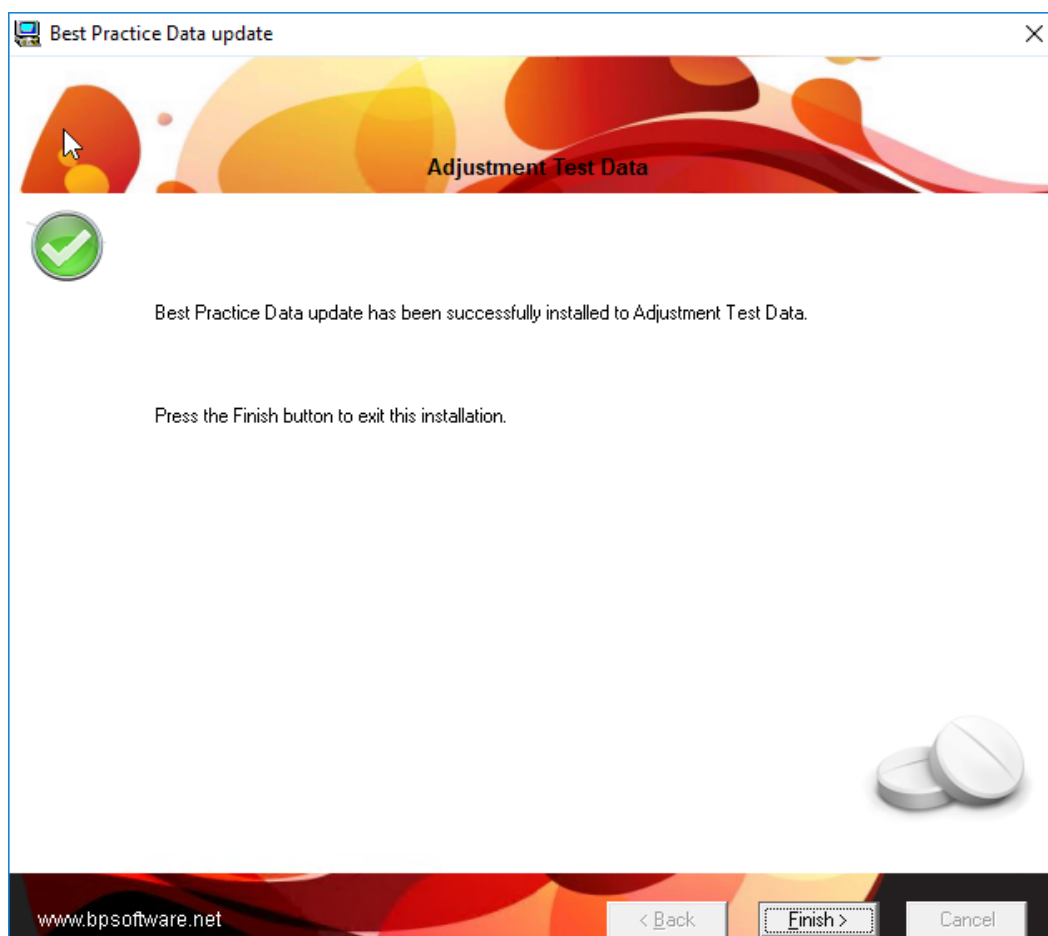 Best Practice Data update
Adjustment Test Data
Best Practice Data update has been successfully installed to Adjustment Test Data.
Press the Finish button to exit this installation.
www.bpsoftware.net
< Back
Finish >
Cancel